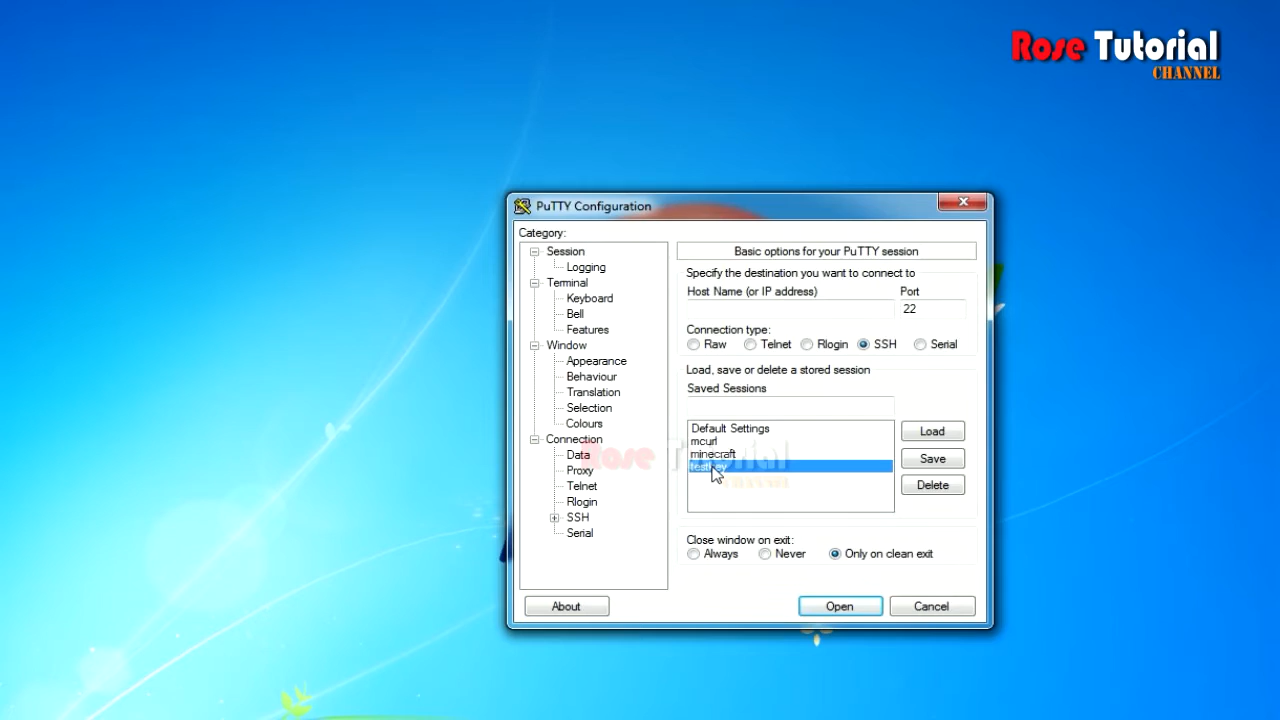 Rose Tutorial
CHANNEL
PuTTY Configuration
Category:
Session
Logging
Terminal
Keyboard
Bell
Features
Window
Appearance
Behaviour
Translation
Selection
Colours
Connection
Data
Proxy
Telnet
Rlogin
SSH
Serial
Basic options for your PuTTY session
Specify the destination you want to connect to
Host Name (or IP address) Port
22
Connection type:
Raw Telnet Rlogin SSH Serial
Load, save or delete a stored session
Saved Sessions
Default Settings
mcurl
minecraft
testkey
Load
Save
Delete
Rose Tutorial
CHANNEL
Close window on exit:
Always Never Only on clean exit
About Open Cancel